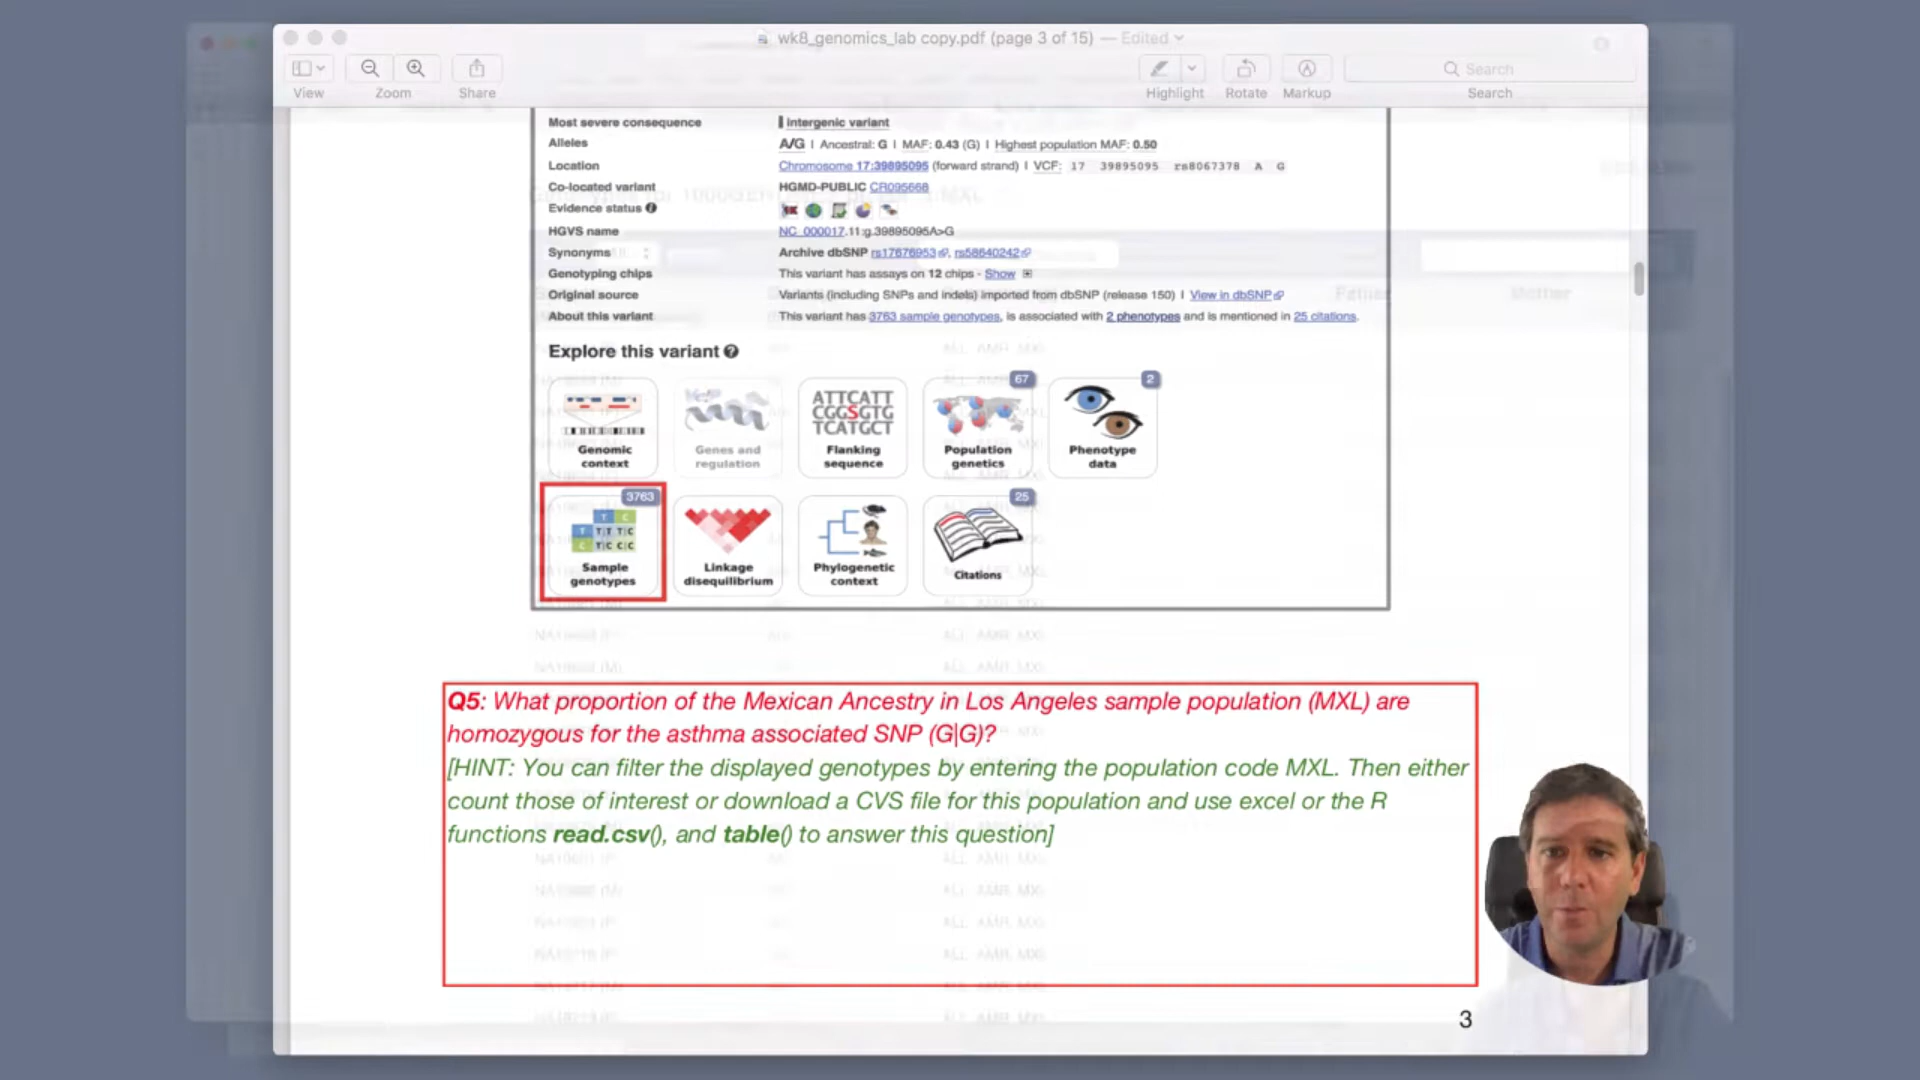 wk8_genomics_lab copy.pdf (page 3 of 15) — Edited
View
Zoom
Share
Highlight
Rotate
Markup
Search
Search
Most severe consequence intergenic variant
Alleles A/G | Ancestral: G | MAF: 0.43 (G) | Highest population MAF: 0.50
Location Chromosome 17:39895095 (forward strand) | VCF: 17 39895095 rs8067378 A G
Co-located variant HGMD-PUBLIC CR095668
Evidence status
HGVS name NC_000017.11:g.39895095A>G
Synonyms Archive dbSNP rs17676953, rs58640242
Genotyping chips This variant has assays on 12 chips - Show
Original source Variants (including SNPs and indels) imported from dbSNP (release 150) | View in dbSNP
About this variant This variant has 3763 sample genotypes, is associated with 2 phenotypes and is mentioned in 25 citations.
Father
Mother
Explore this variant
Genomic context
Genes and regulation
ATTCATT
CGGSGTG
TCATGCT
Flanking sequence
67
Population genetics
2
Phenotype data
3763
T C
T T|T T|C
C T|C C|C
Sample genotypes
Linkage disequilibrium
Phylogenetic context
25
Citations
Q5: What proportion of the Mexican Ancestry in Los Angeles sample population (MXL) are
homozygous for the asthma associated SNP (G|G)?
[HINT: You can filter the displayed genotypes by entering the population code MXL. Then either
count those of interest or download a CVS file for this population and use excel or the R
functions read.csv(), and table() to answer this question]
3